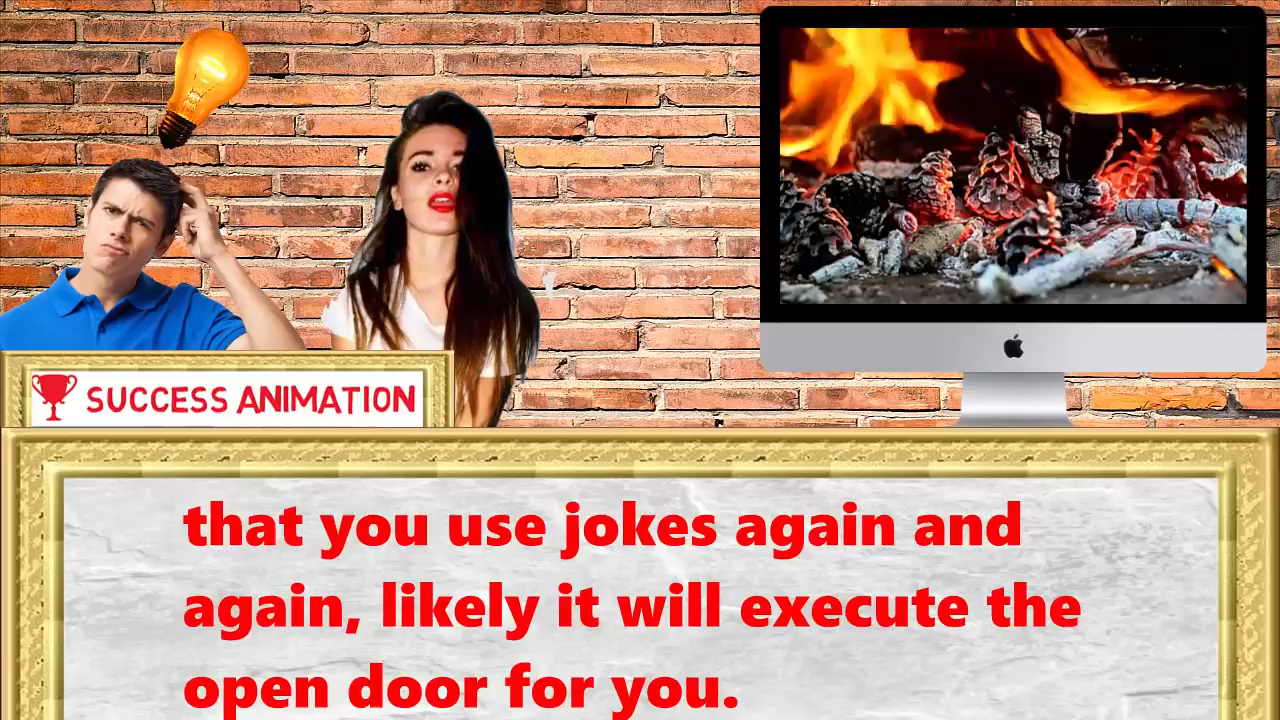 SUCCESS ANIMATION
that you use jokes again and
again, likely it will execute the
open door for you.